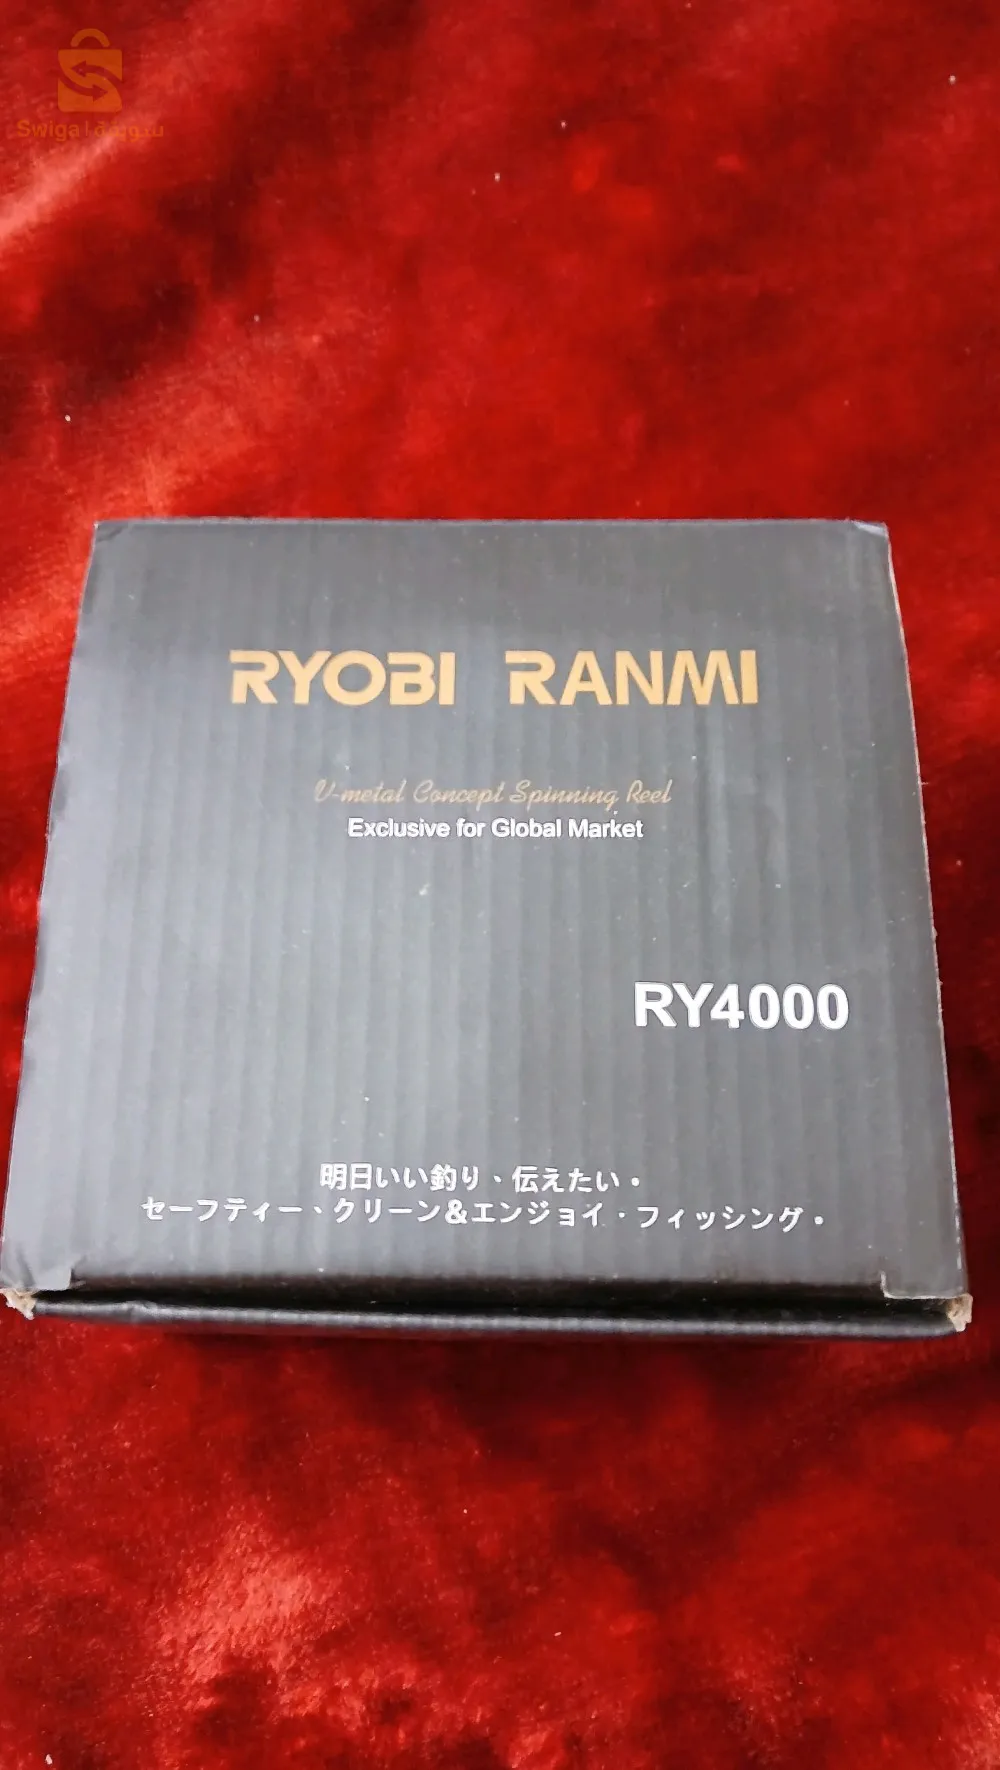 Swiga | سويقة
RYOBI RANMI
V-metal Concept Spinning Reel
Exclusive for Global Market
RY4000
明日いい釣り、伝えたい・
セーフティー、クリーン&エンジョイ・フィッシング・